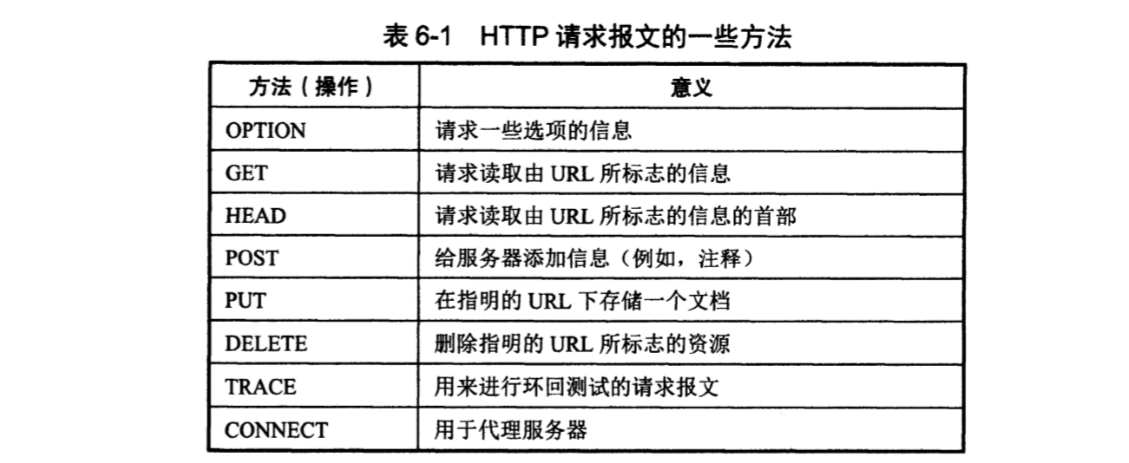 表 6-1 HTTP 请求报文的一些方法
方法（操作） 意义
OPTION 请求一些选项的信息
GET 请求读取由 URL 所标志的信息
HEAD 请求读取由 URL 所标志的信息的首部
POST 给服务器添加信息（例如，注释）
PUT 在指明的 URL 下存储一个文档
DELETE 删除指明的 URL 所标志的资源
TRACE 用来进行环回测试的请求报文
CONNECT 用于代理服务器